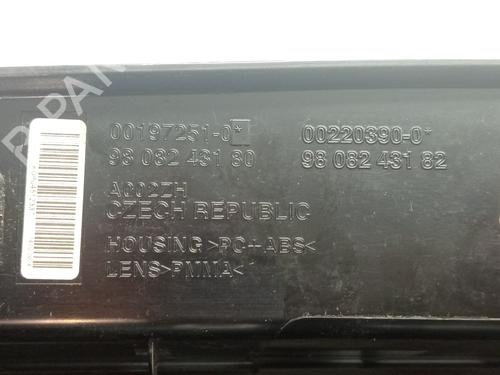 00197251-0* 00220390-0*
98 082 431 80 98 082 431 82
A002ZH
CZECH REPUBLIC
HOUSING >PC+ABS<
LENS >PMMA<